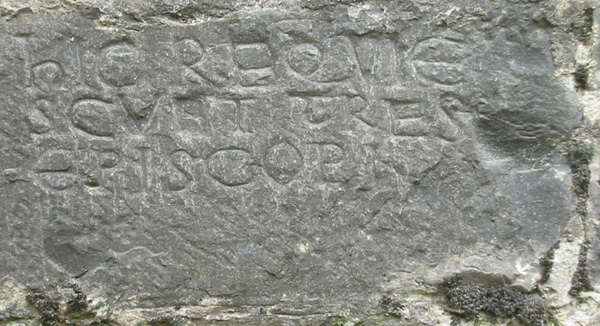 hIC REQVIE
SCVNT TRES
EPISCOPI